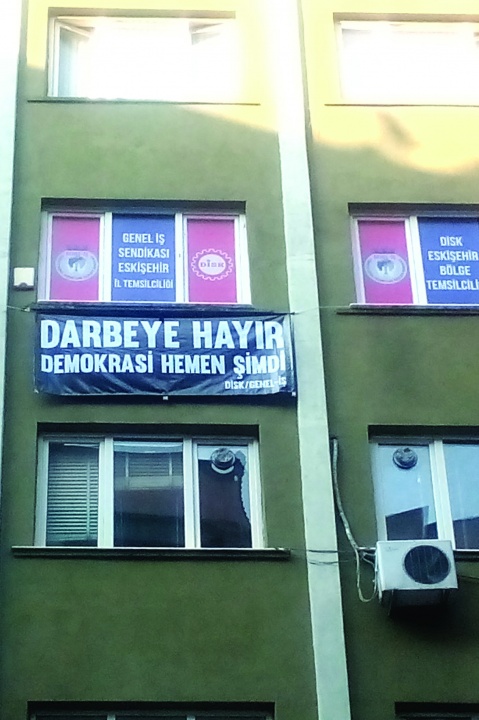 GENEL İŞ
SENDİKASI
ESKİŞEHİR
İL TEMSİLCİLİĞİ
DİSK
DİSK
ESKİŞEHİR
BÖLGE
TEMSİLCİLİ
DARBEYE HAYIR
DEMOKRASİ HEMEN ŞİMDİ
DİSK/GENEL-İŞ